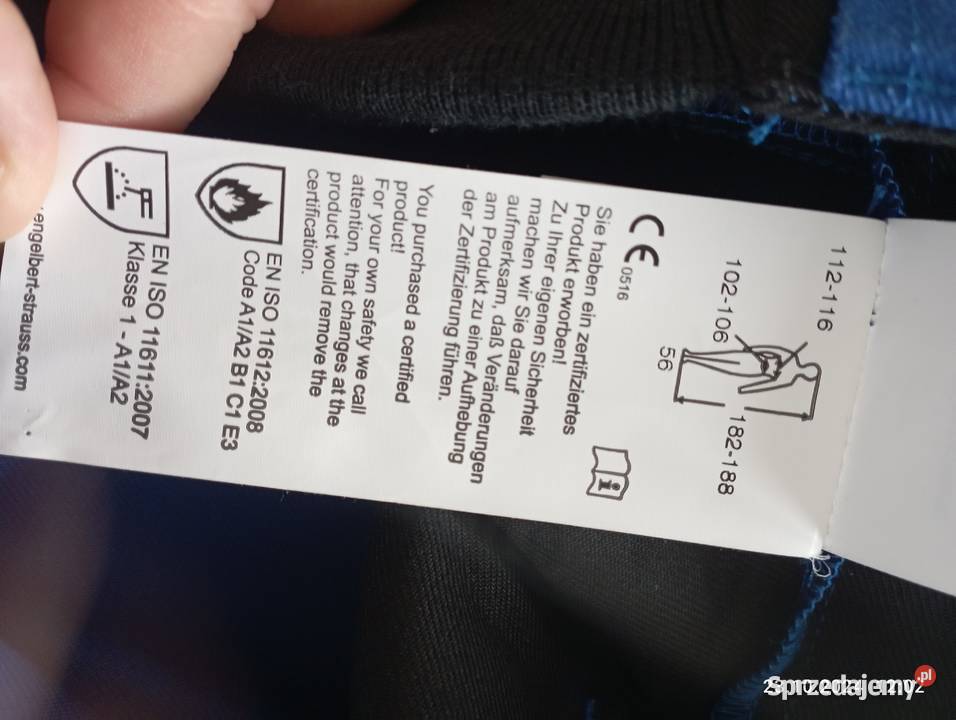 112-116
102-106
182-188
56
CE 0516
Sie haben ein zertifiziertes
Produkt erworben!
Zu Ihrer eigenen Sicherheit
machen wir Sie darauf
aufmerksam, daß Veränderungen
am Produkt zu einer Aufhebung
der Zertifizierung führen.
You purchased a certified
product!
For your own safety we call
attention, that changes at the
product would remove the
certification.
EN ISO 11612:2008
Code A1/A2 B1 C1 E3
EN ISO 11611:2007
Klasse 1 - A1/A2
engelbert-strauss.com
Sprzedajemy.pl